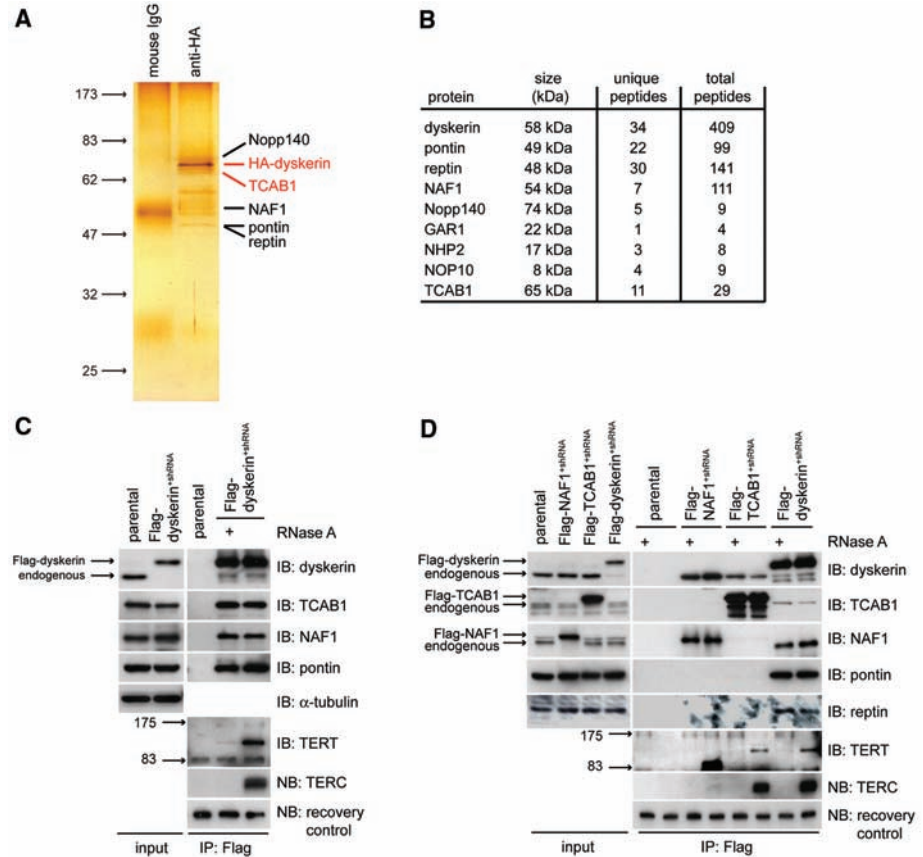 A
mouse IgG
anti-HA
173
83
62
47
32
25
Nopp140
HA-dyskerin
TCAB1
NAF1
pontin
reptin
B
protein size (kDa) unique peptides total peptides
dyskerin 58 kDa 34 409
pontin 49 kDa 22 99
reptin 48 kDa 30 141
NAF1 54 kDa 7 111
Nopp140 74 kDa 5 9
GAR1 22 kDa 1 4
NHP2 17 kDa 3 8
NOP10 8 kDa 4 9
TCAB1 65 kDa 11 29
C
parental
Flag-dyskerin+shRNA
parental
Flag-dyskerin+shRNA
+ RNase A
Flag-dyskerin
endogenous
IB: dyskerin
IB: TCAB1
IB: NAF1
IB: pontin
IB: α-tubulin
175
83
IB: TERT
NB: TERC
NB: recovery control
input
IP: Flag
D
parental
Flag-NAF1+shRNA
Flag-TCAB1+shRNA
Flag-dyskerin+shRNA
parental
Flag-NAF1+shRNA
Flag-TCAB1+shRNA
Flag-dyskerin+shRNA
+ + + + RNase A
Flag-dyskerin
endogenous
IB: dyskerin
Flag-TCAB1
endogenous
IB: TCAB1
Flag-NAF1
endogenous
IB: NAF1
IB: pontin
IB: reptin
175
83
IB: TERT
NB: TERC
NB: recovery control
input
IP: Flag